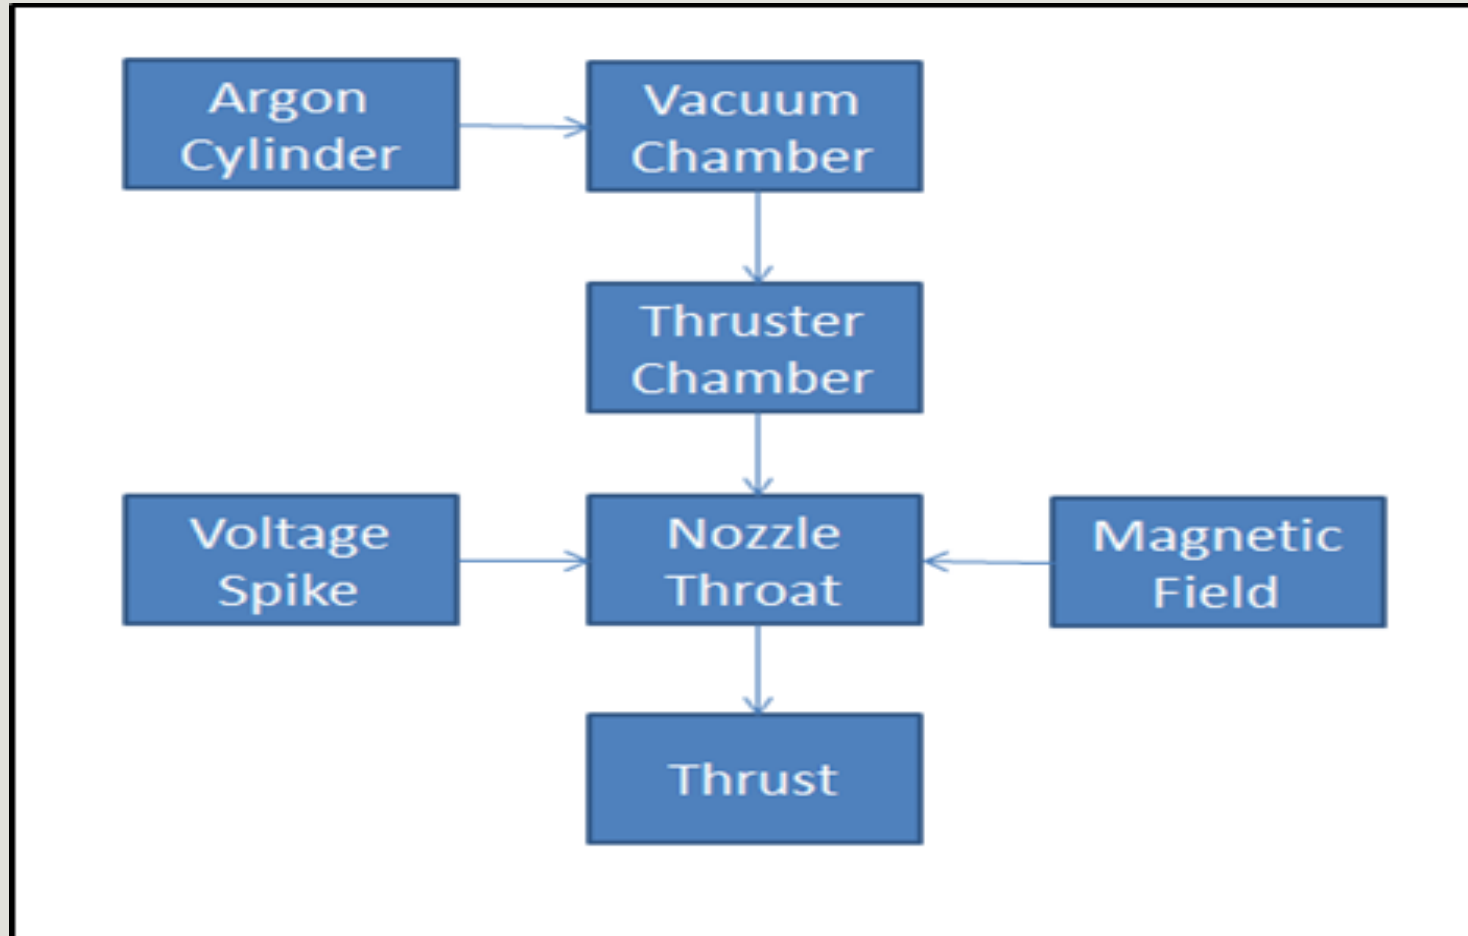 Argon
Cylinder
Vacuum
Chamber
Thruster
Chamber
Voltage
Spike
Nozzle
Throat
Magnetic
Field
Thrust